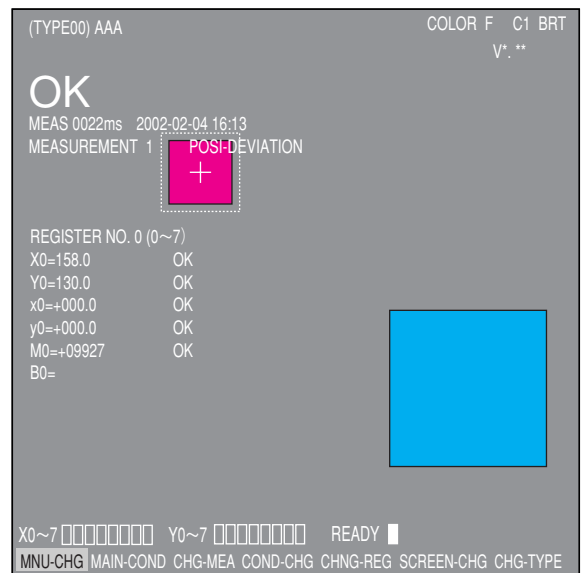 (TYPE00) AAA COLOR F C1 BRT
V*. **
OK
MEAS 0022ms 2002-02-04 16:13
MEASUREMENT 1 POSI-DEVIATION
REGISTER NO. 0 (0～7)
X0=158.0 OK
Y0=130.0 OK
x0=+000.0 OK
y0=+000.0 OK
M0=+09927 OK
B0=
X0～7 Y0～7 READY
MNU-CHG MAIN-COND CHG-MEA COND-CHG CHNG-REG SCREEN-CHG CHG-TYPE